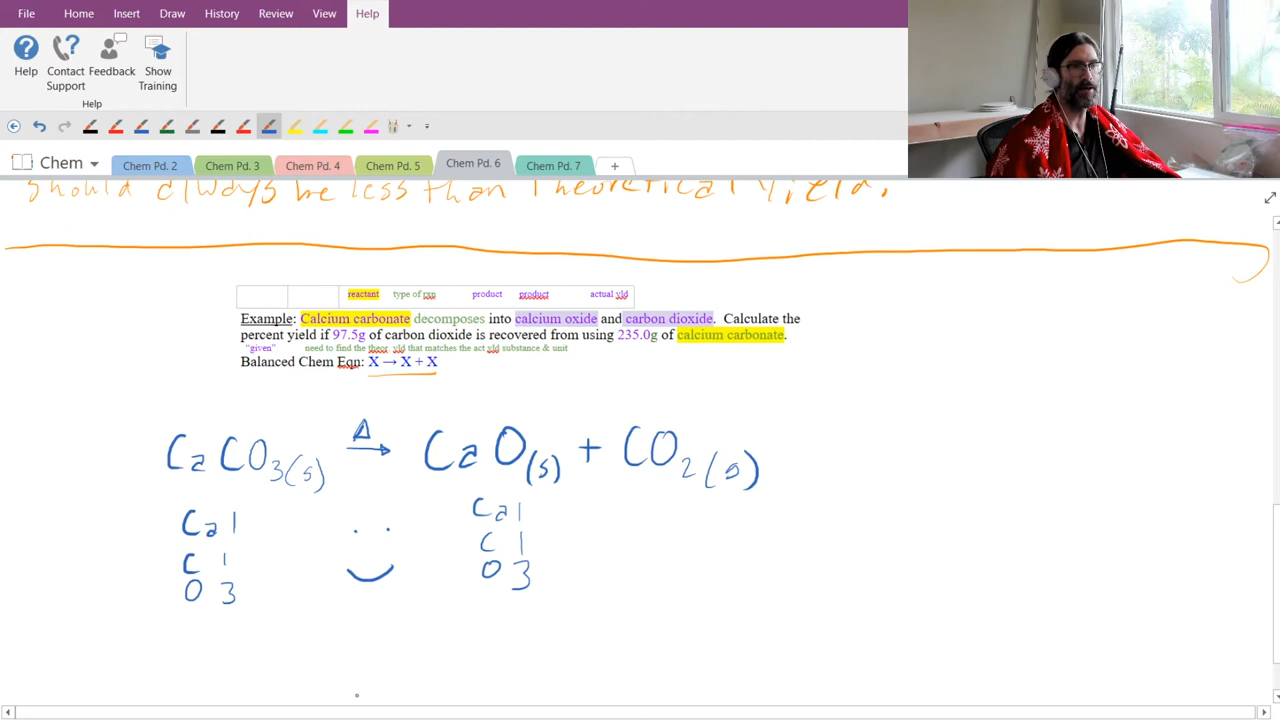 File Home Insert Draw History Review View Help
Help Contact Support Feedback Show Training
Help
Chem Chem Pd. 2 Chem Pd. 3 Chem Pd. 4 Chem Pd. 5 Chem Pd. 6 Chem Pd. 7 +
should always be less than Theoretical Yield.
reactant type of rxn product product actual yld
Example: Calcium carbonate decomposes into calcium oxide and carbon dioxide. Calculate the
percent yield if 97.5g of carbon dioxide is recovered from using 235.0g of calcium carbonate.
"given" need to find the theor yld that matches the act yld substance & unit
Balanced Chem Eqn: X → X + X
CaCO3(s) Δ→ CaO(s) + CO2(g)
Ca 1 Ca 1
C 1 C 1
O 3 O 3